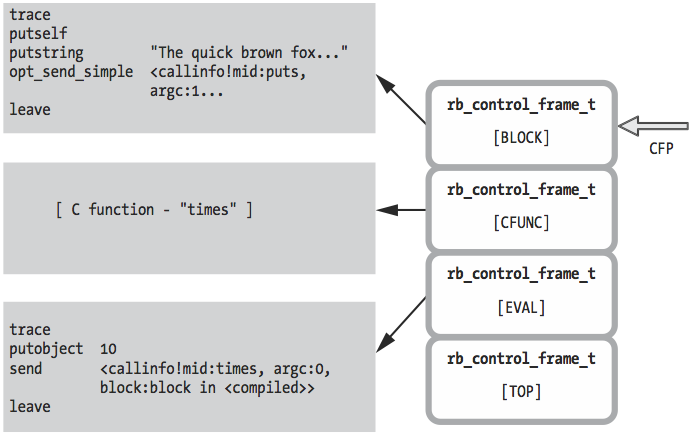 trace
putself
putstring "The quick brown fox..."
opt_send_simple <callinfo!mid:puts,
argc:1...
leave
[ C function - "times" ]
trace
putobject 10
send <callinfo!mid:times, argc:0,
block:block in <compiled>>
leave
rb_control_frame_t
[BLOCK]
rb_control_frame_t
[CFUNC]
rb_control_frame_t
[EVAL]
rb_control_frame_t
[TOP]
CFP